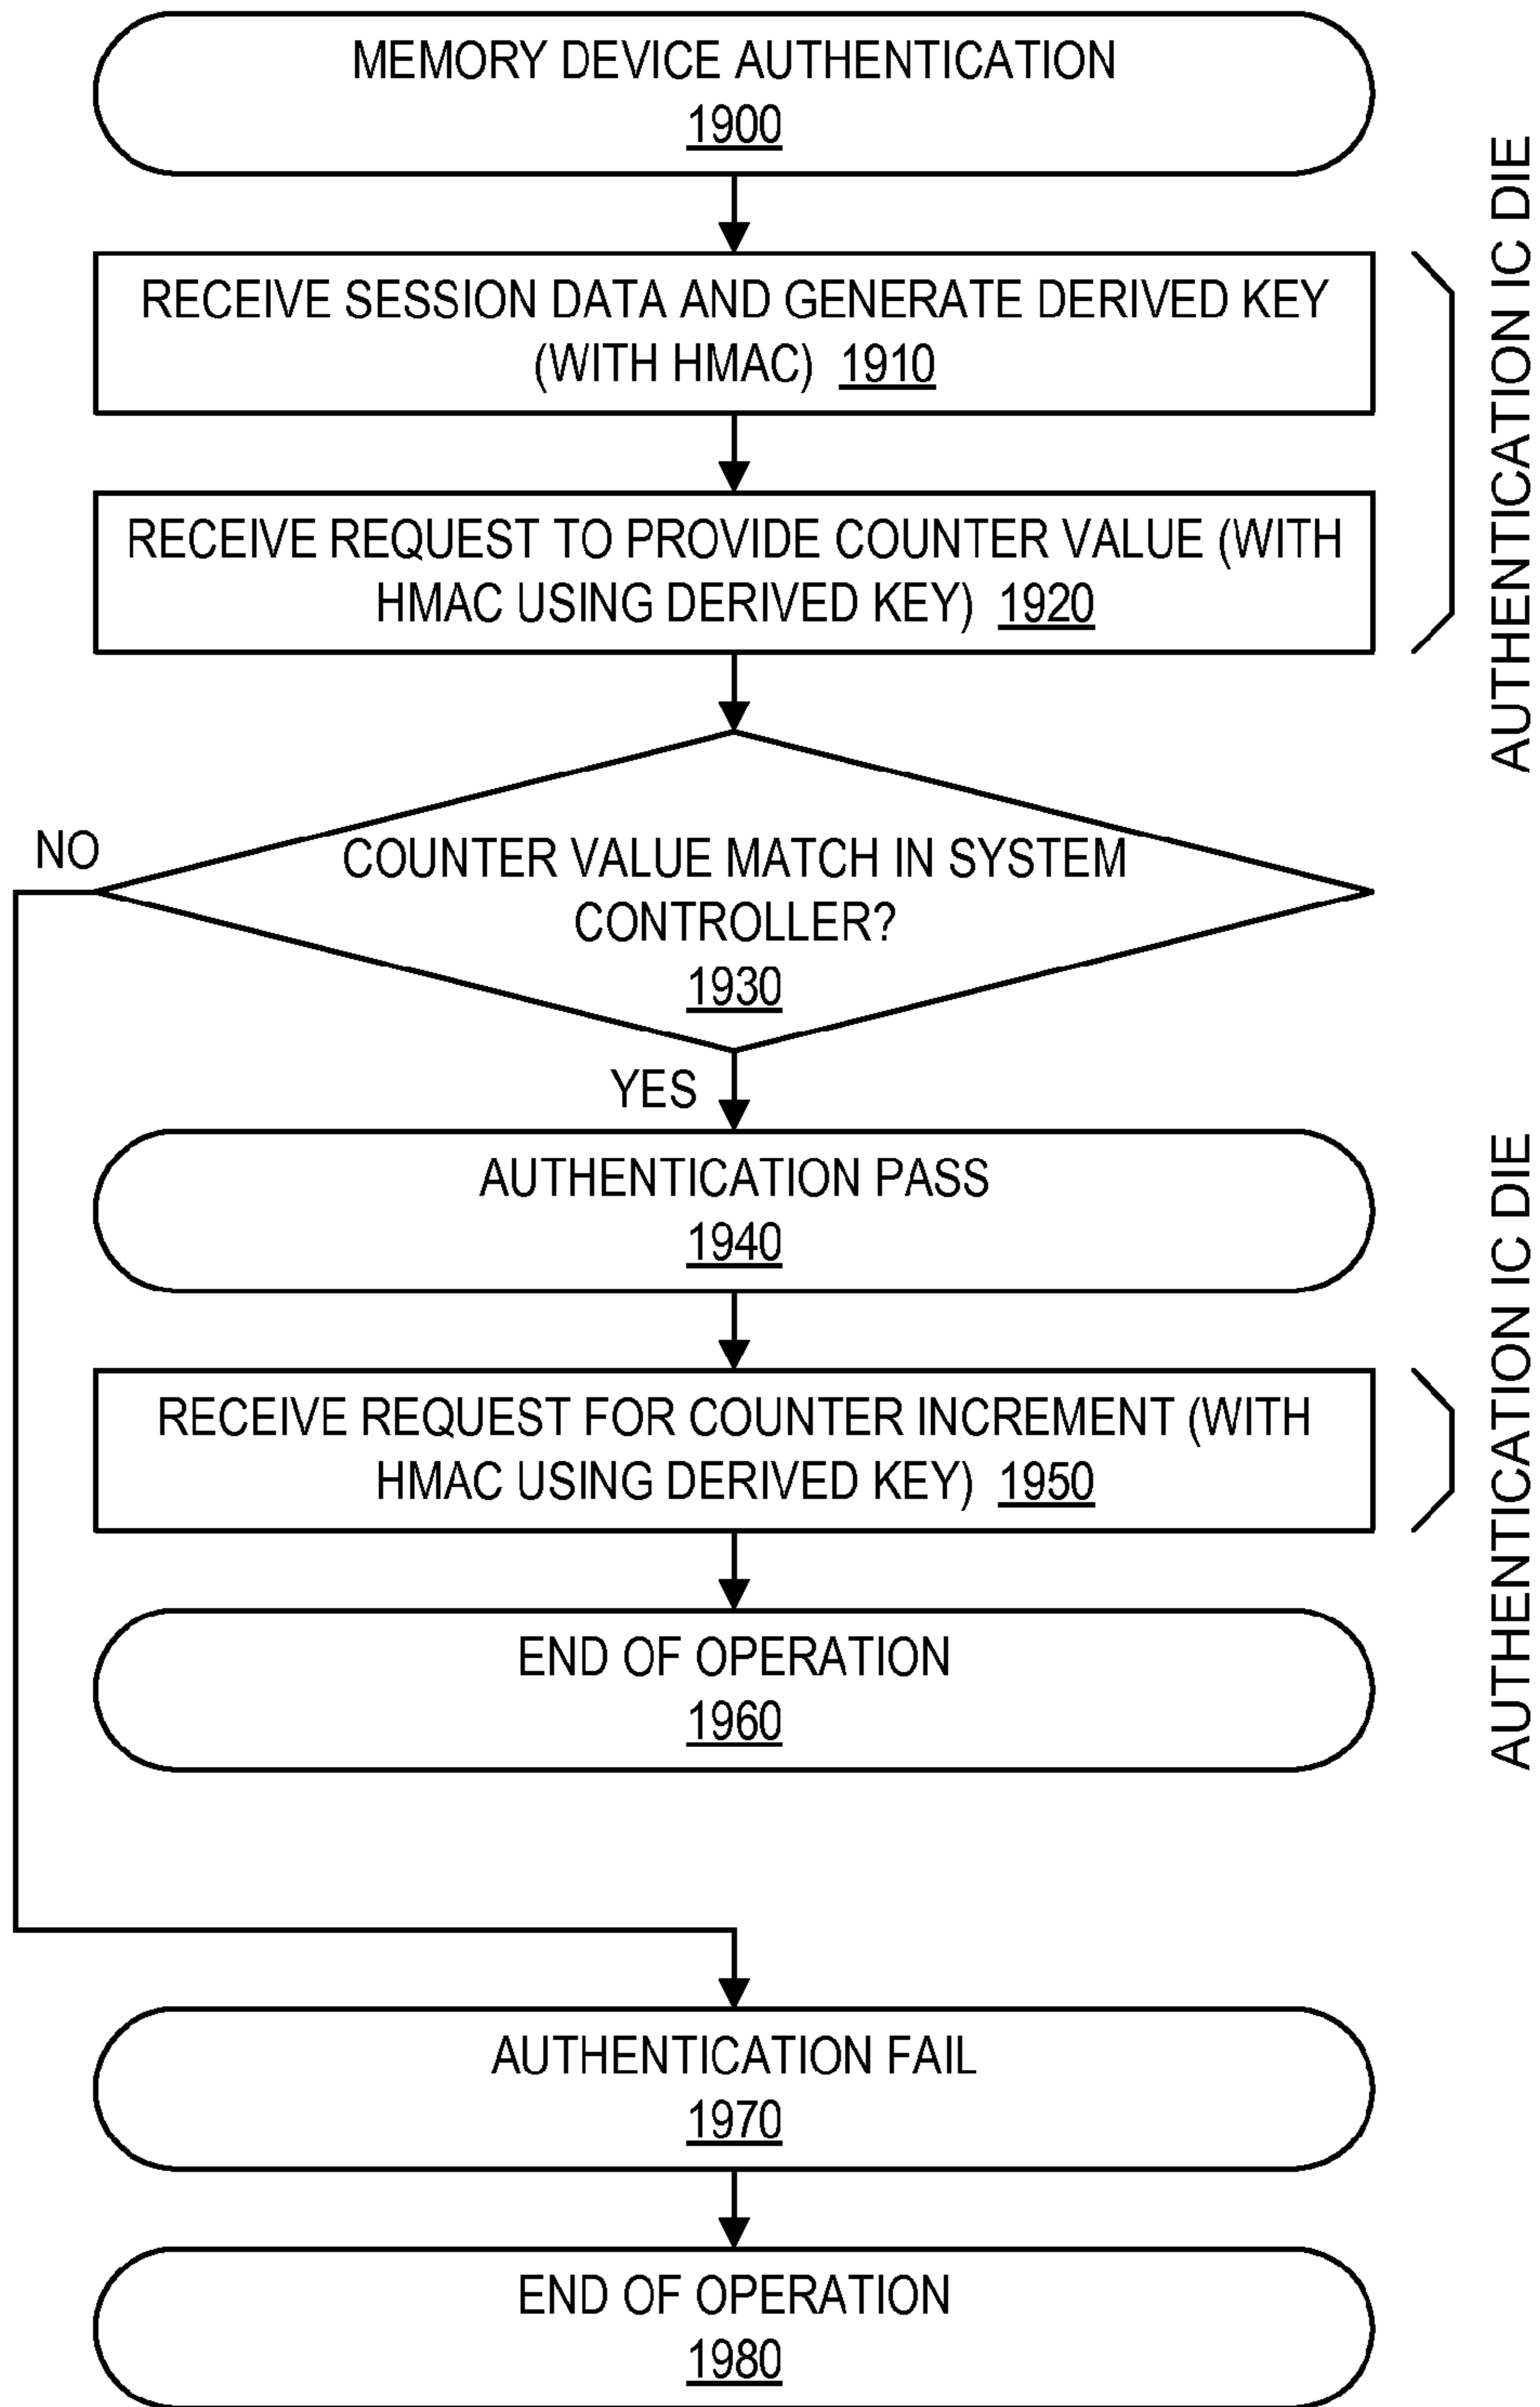 MEMORY DEVICE AUTHENTICATION
1900
RECEIVE SESSION DATA AND GENERATE DERIVED KEY
(WITH HMAC) 1910
RECEIVE REQUEST TO PROVIDE COUNTER VALUE (WITH
HMAC USING DERIVED KEY) 1920
AUTHENTICATION IC DIE
NO
COUNTER VALUE MATCH IN SYSTEM
CONTROLLER?
1930
YES
AUTHENTICATION PASS
1940
RECEIVE REQUEST FOR COUNTER INCREMENT (WITH
HMAC USING DERIVED KEY) 1950
AUTHENTICATION IC DIE
END OF OPERATION
1960
AUTHENTICATION FAIL
1970
END OF OPERATION
1980